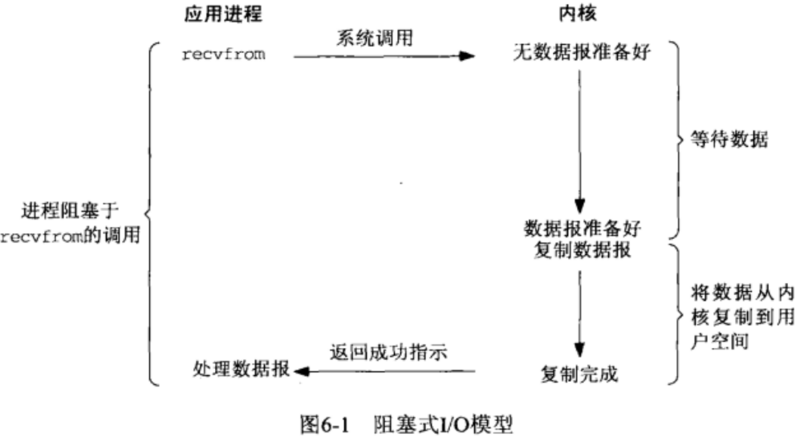 应用进程
内核
recvfrom
系统调用
无数据报准备好
等待数据
进程阻塞于
recvfrom的调用
数据报准备好
复制数据报
将数据从内
核复制到用
户空间
处理数据报
返回成功指示
复制完成
图6-1 阻塞式I/O模型